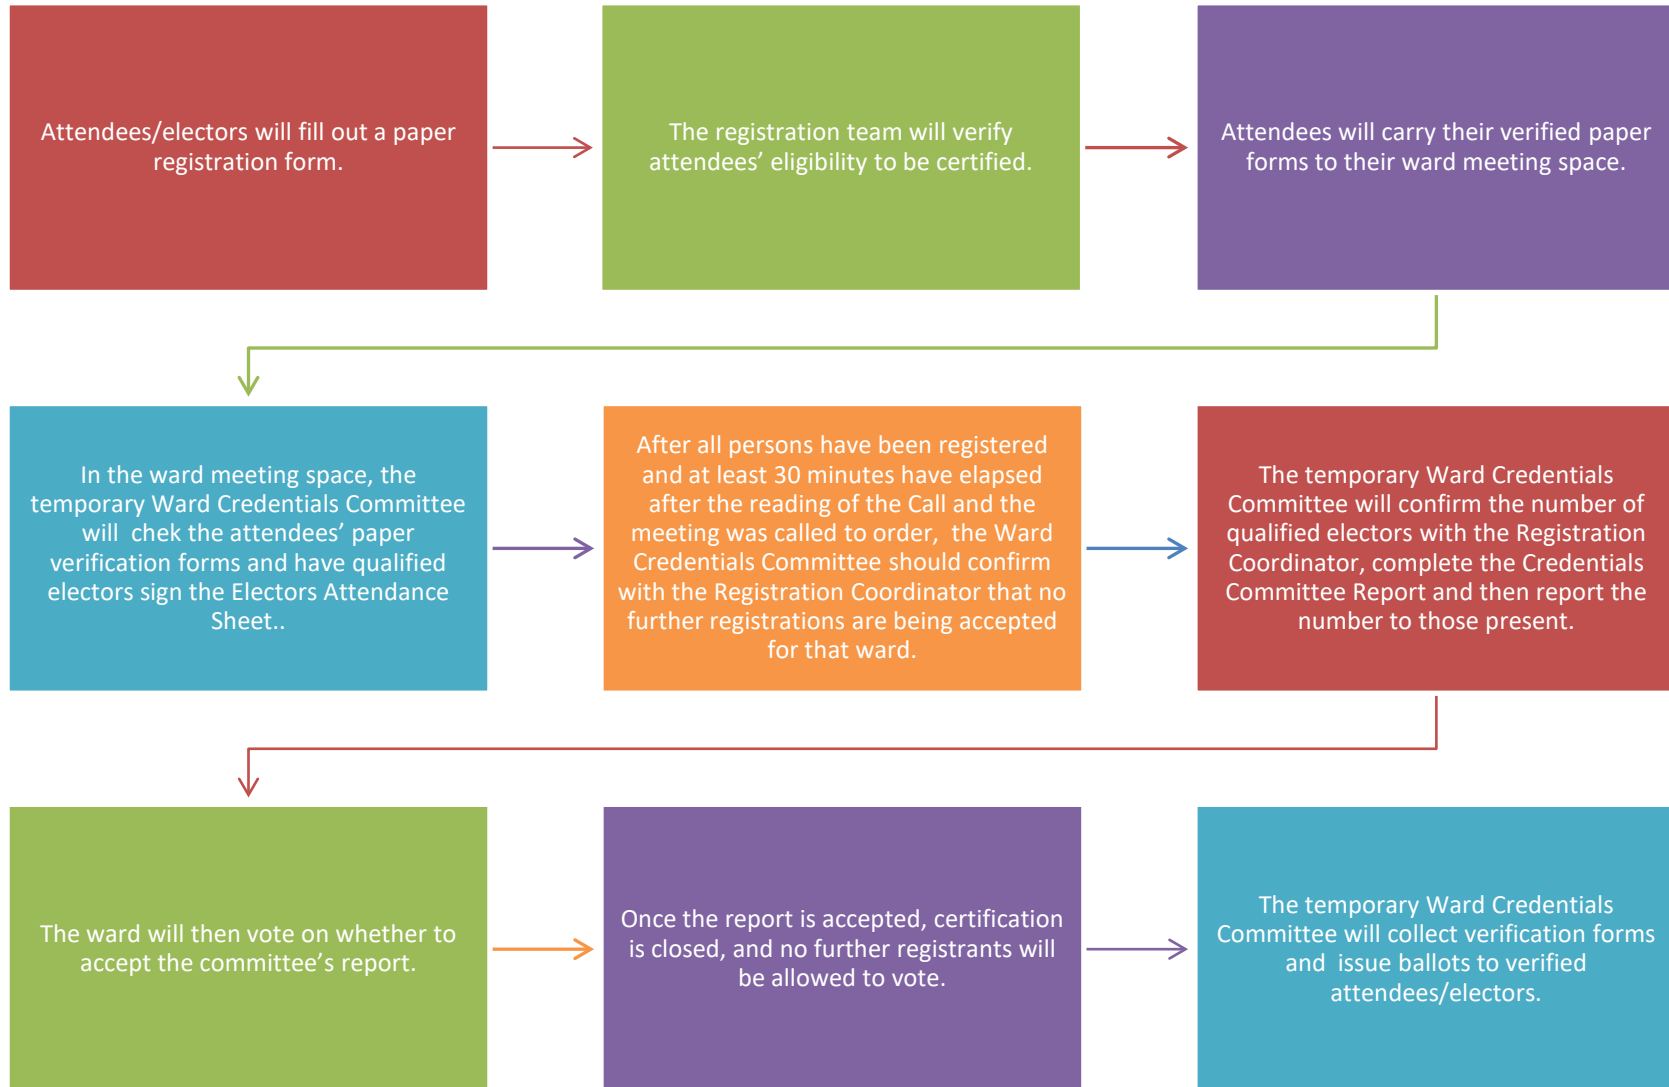 Attendees/electors will fill out a paper
registration form.
The registration team will verify
attendees’ eligibility to be certified.
Attendees will carry their verified paper
forms to their ward meeting space.
In the ward meeting space, the
temporary Ward Credentials Committee
will  chek the attendees’ paper
verification forms and have qualified
electors sign the Electors Attendance
Sheet..
After all persons have been registered
and at least 30 minutes have elapsed
after the reading of the Call and the
meeting was called to order,  the Ward
Credentials Committee should confirm
with the Registration Coordinator that no
further registrations are being accepted
for that ward.
The temporary Ward Credentials
Committee will confirm the number of
qualified electors with the Registration
Coordinator, complete the Credentials
Committee Report and then report the
number to those present.
The ward will then vote on whether to
accept the committee’s report.
Once the report is accepted, certification
is closed, and no further registrants will
be allowed to vote.
The temporary Ward Credentials
Committee will collect verification forms
and  issue ballots to verified
attendees/electors.